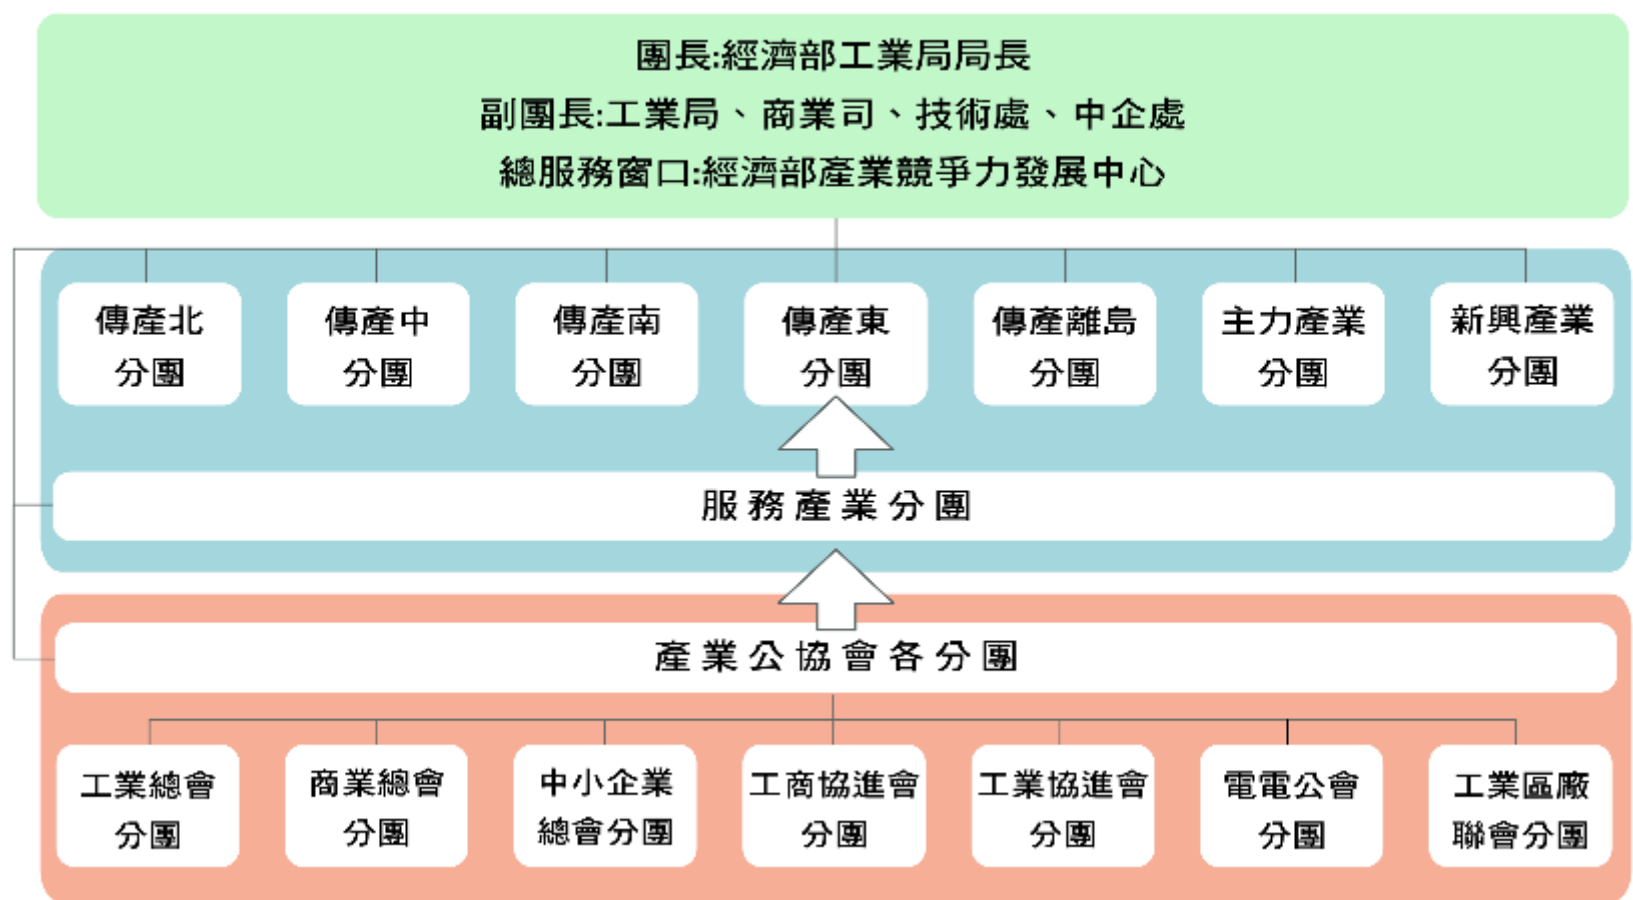 團長:經濟部工業局局長
副團長:工業局、商業司、技術處、中企處
總服務窗口:經濟部產業競爭力發展中心
傳產北
分團
傳產中
分團
傳產南
分團
傳產東
分團
傳產離島
分團
主力產業
分團
新興產業
分團
服務產業分團
產業公協會各分團
工業總會
分團
商業總會
分團
中小企業
總會分團
工商協進會
分團
工業協進會
分團
電電公會
分團
工業區廠
聯會分團